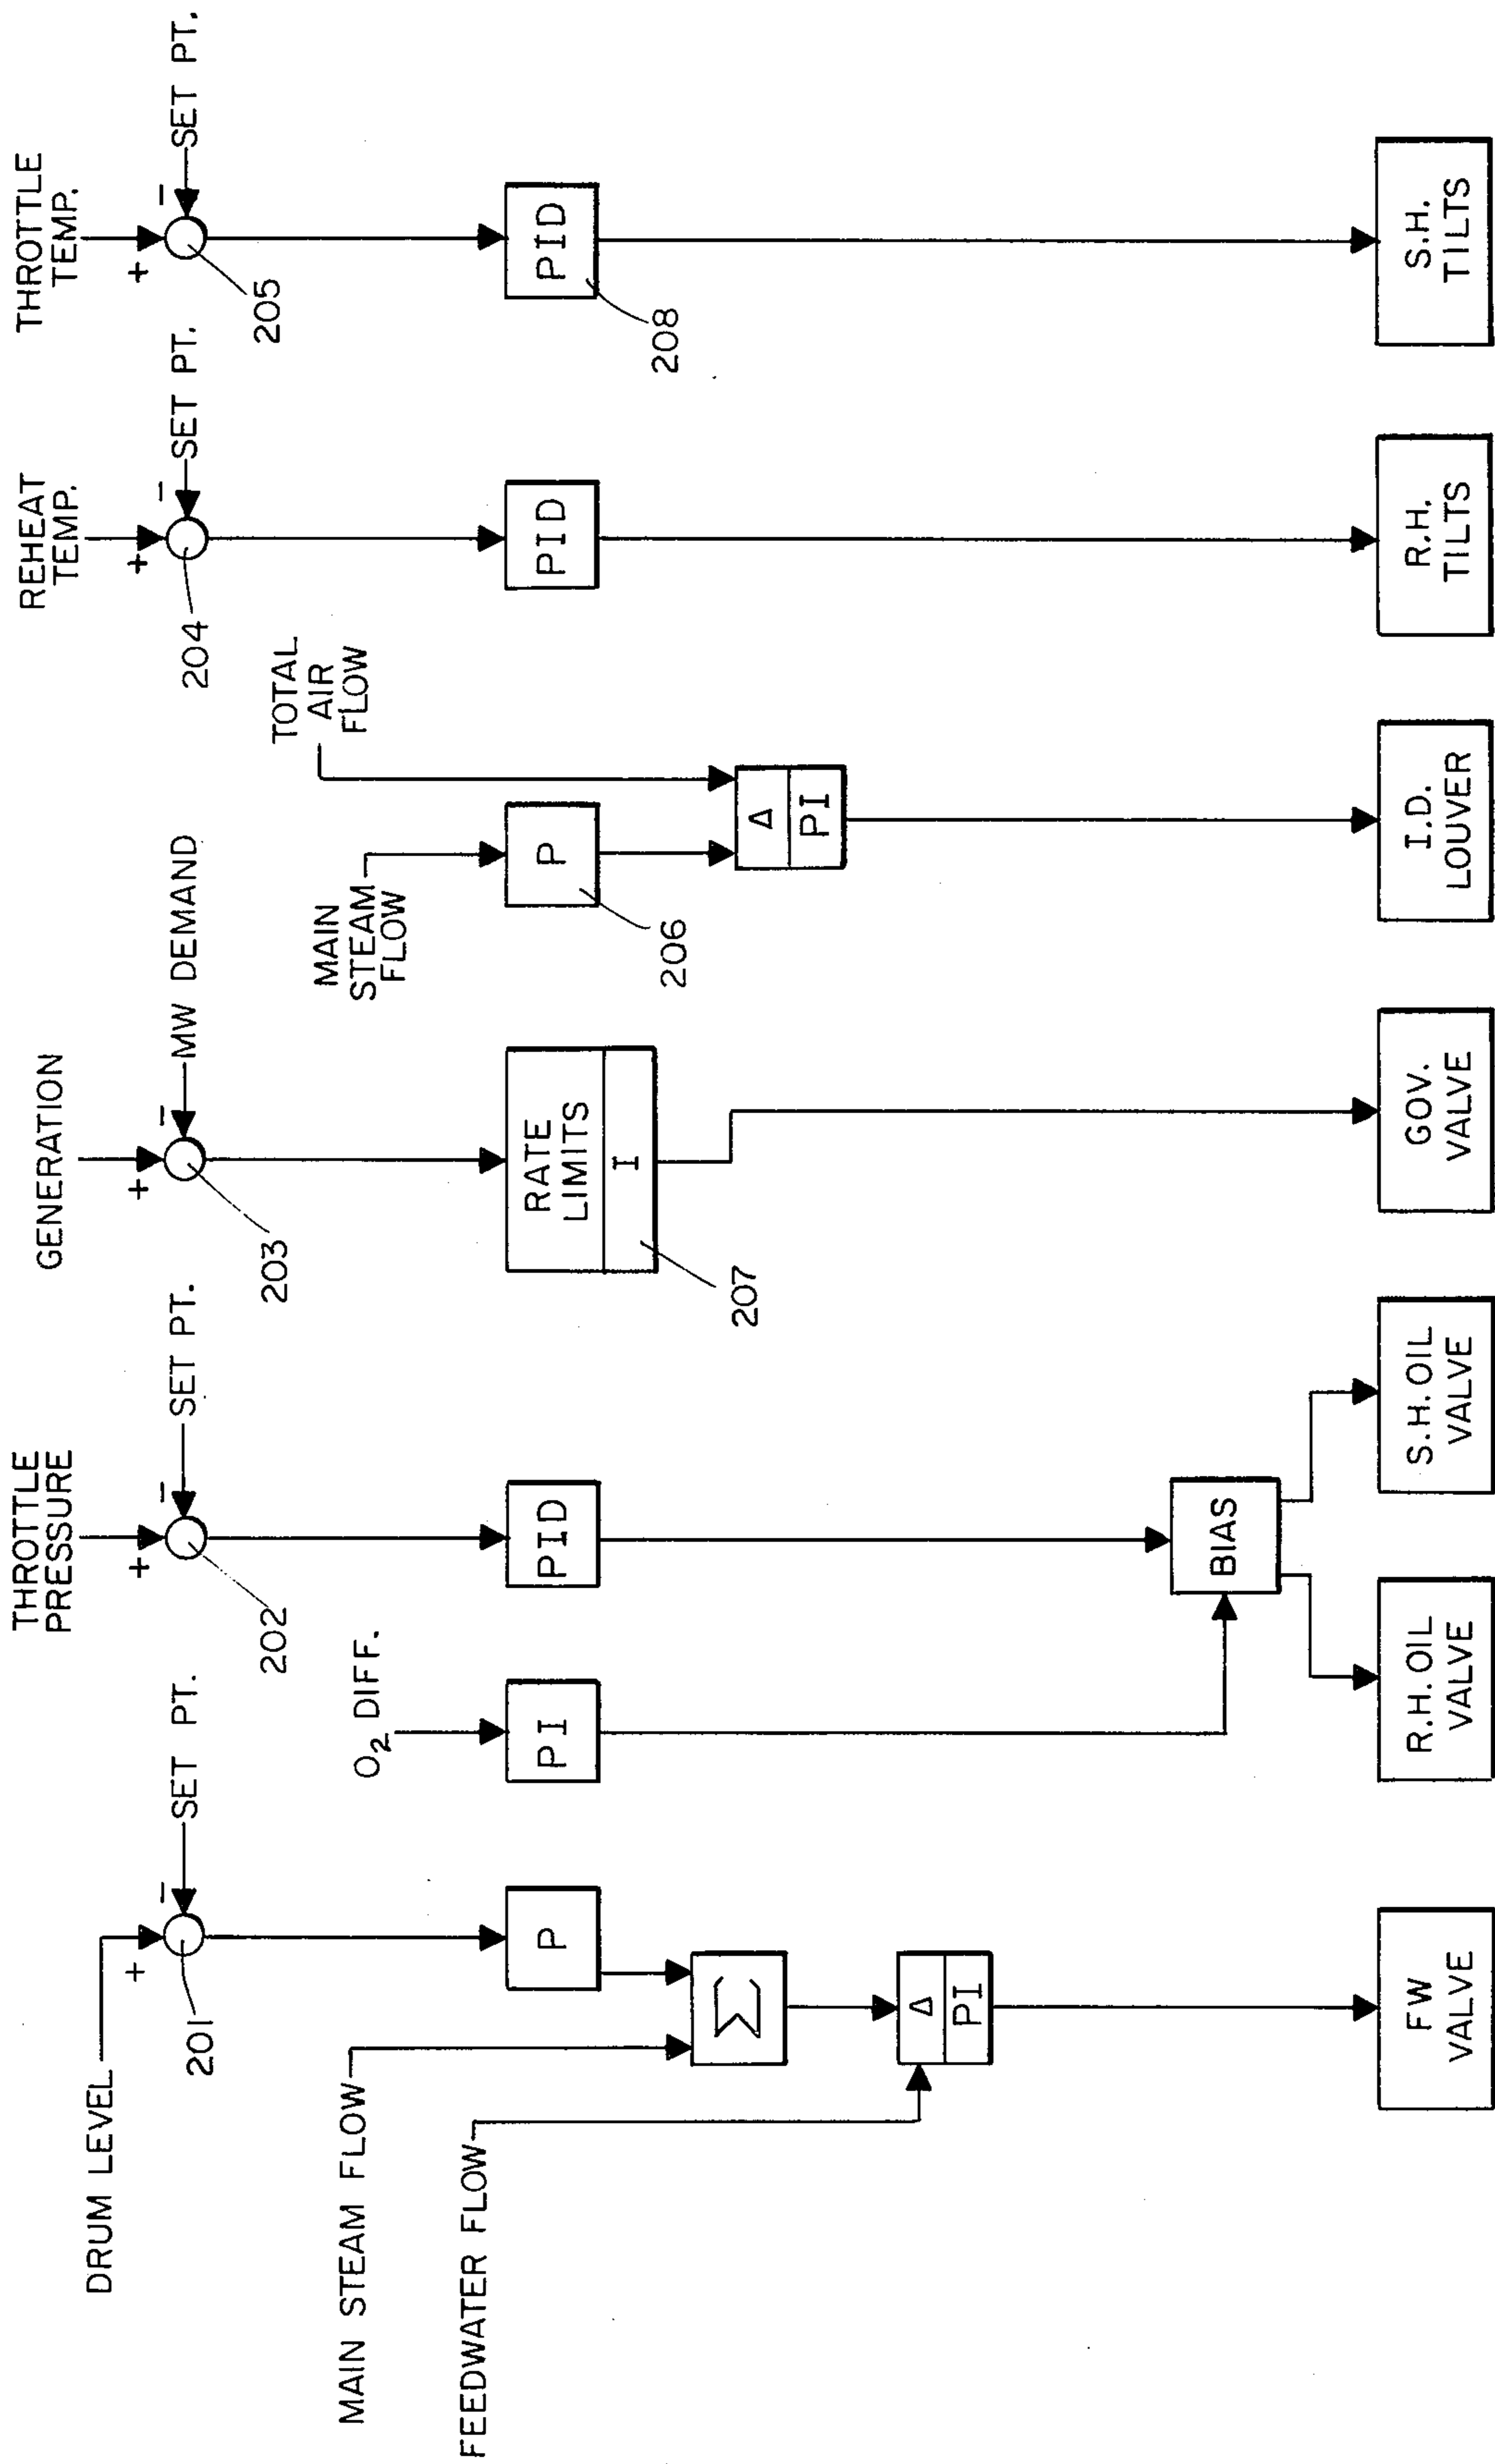 DRUM LEVEL
+
−
SET PT.
201
MAIN STEAM FLOW
FEEDWATER FLOW
P
Σ
Δ
PI
FW
VALVE
O2 DIFF.
PI
THROTTLE
PRESSURE
+
−
SET PT.
202
PID
BIAS
R.H. OIL
VALVE
S.H. OIL
VALVE
GENERATION
+
−
MW DEMAND
203
RATE
LIMITS
I
207
GOV.
VALVE
MAIN
STEAM
FLOW
P
206
TOTAL
AIR
FLOW
Δ
PI
I.D.
LOUVER
REHEAT
TEMP.
+
−
SET PT.
204
PID
R.H.
TILTS
THROTTLE
TEMP.
+
−
SET PT.
205
PID
208
S.H.
TILTS